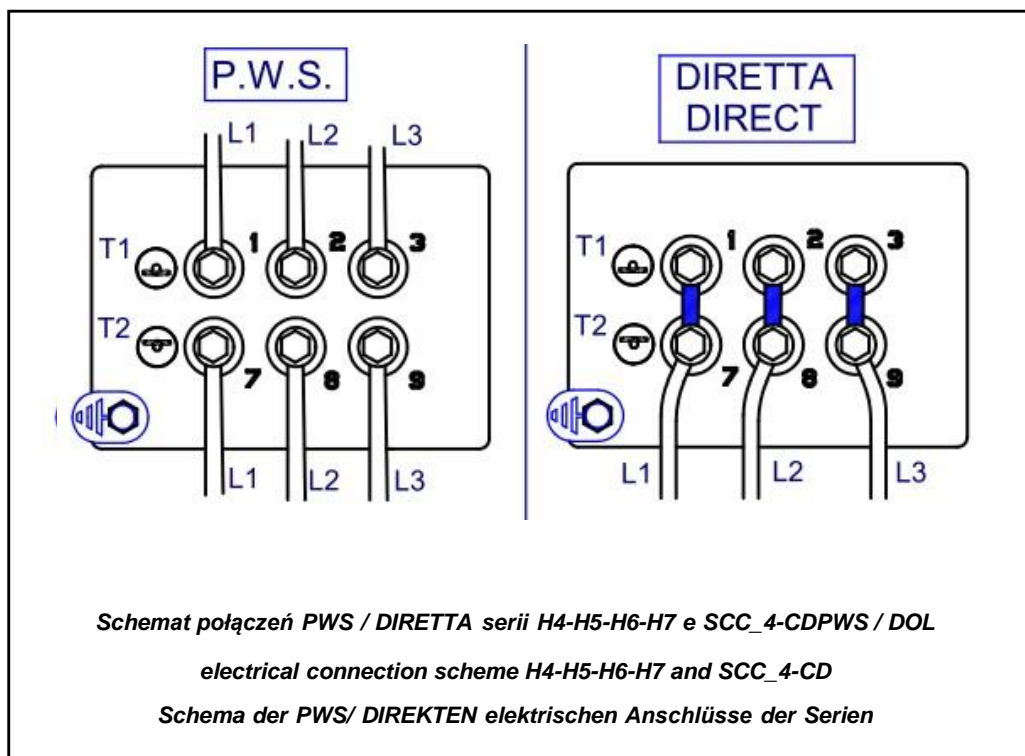 P.W.S.
L1 L2 L3
T1 1 2 3
T2
7 8 9
L1 L2 L3
DIRETTA
DIRECT
T1 1 2 3
T2
7 8 9
L1 L2 L3
Schemat połączeń PWS / DIRETTA serii H4-H5-H6-H7 e SCC_4-CDPWS / DOL
electrical connection scheme H4-H5-H6-H7 and SCC_4-CD
Schema der PWS/ DIREKTEN elektrischen Anschlüsse der Serien